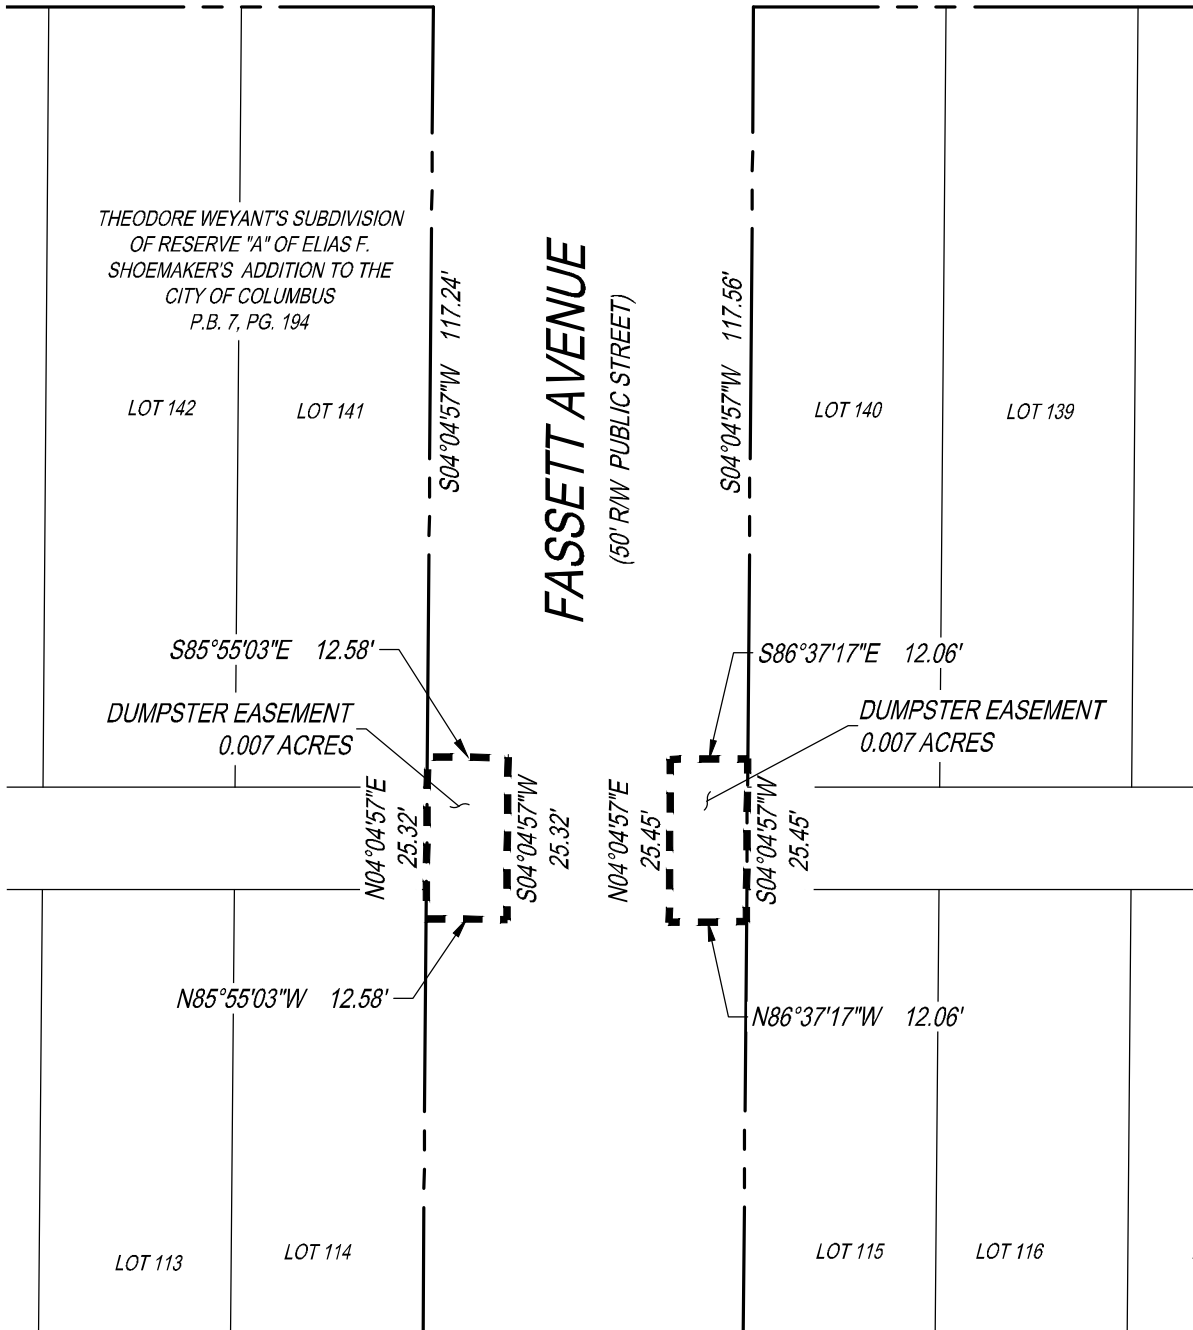 THEODORE WEYANT'S SUBDIVISION
OF RESERVE "A" OF ELIAS F.
SHOEMAKER'S ADDITION TO THE
CITY OF COLUMBUS
P.B. 7, PG. 194
S04°04'57"W 117.24'
FASSETT AVENUE
(50' R/W PUBLIC STREET)
S04°04'57"W 117.56'
LOT 142
LOT 141
LOT 140
LOT 139
S85°55'03"E 12.58'
S86°37'17"E 12.06'
DUMPSTER EASEMENT
0.007 ACRES
DUMPSTER EASEMENT
0.007 ACRES
N04°04'57"E
25.32'
S04°04'57"W
25.32'
N04°04'57"E
25.45'
S04°04'57"W
25.45'
N85°55'03"W 12.58'
N86°37'17"W 12.06'
LOT 113
LOT 114
LOT 115
LOT 116